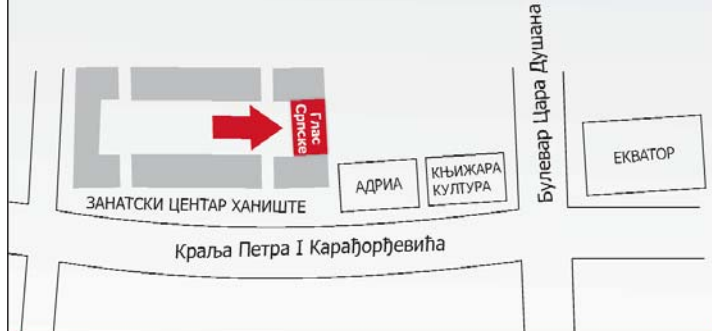 Булевар Цара Душана
Глас
Српске
ЕКВАТОР
АДРИА
КЊИЖАРА
КУЛТУРА
ЗАНАТСКИ ЦЕНТАР ХАНИШТЕ
Краља Петра I Карађорђевића